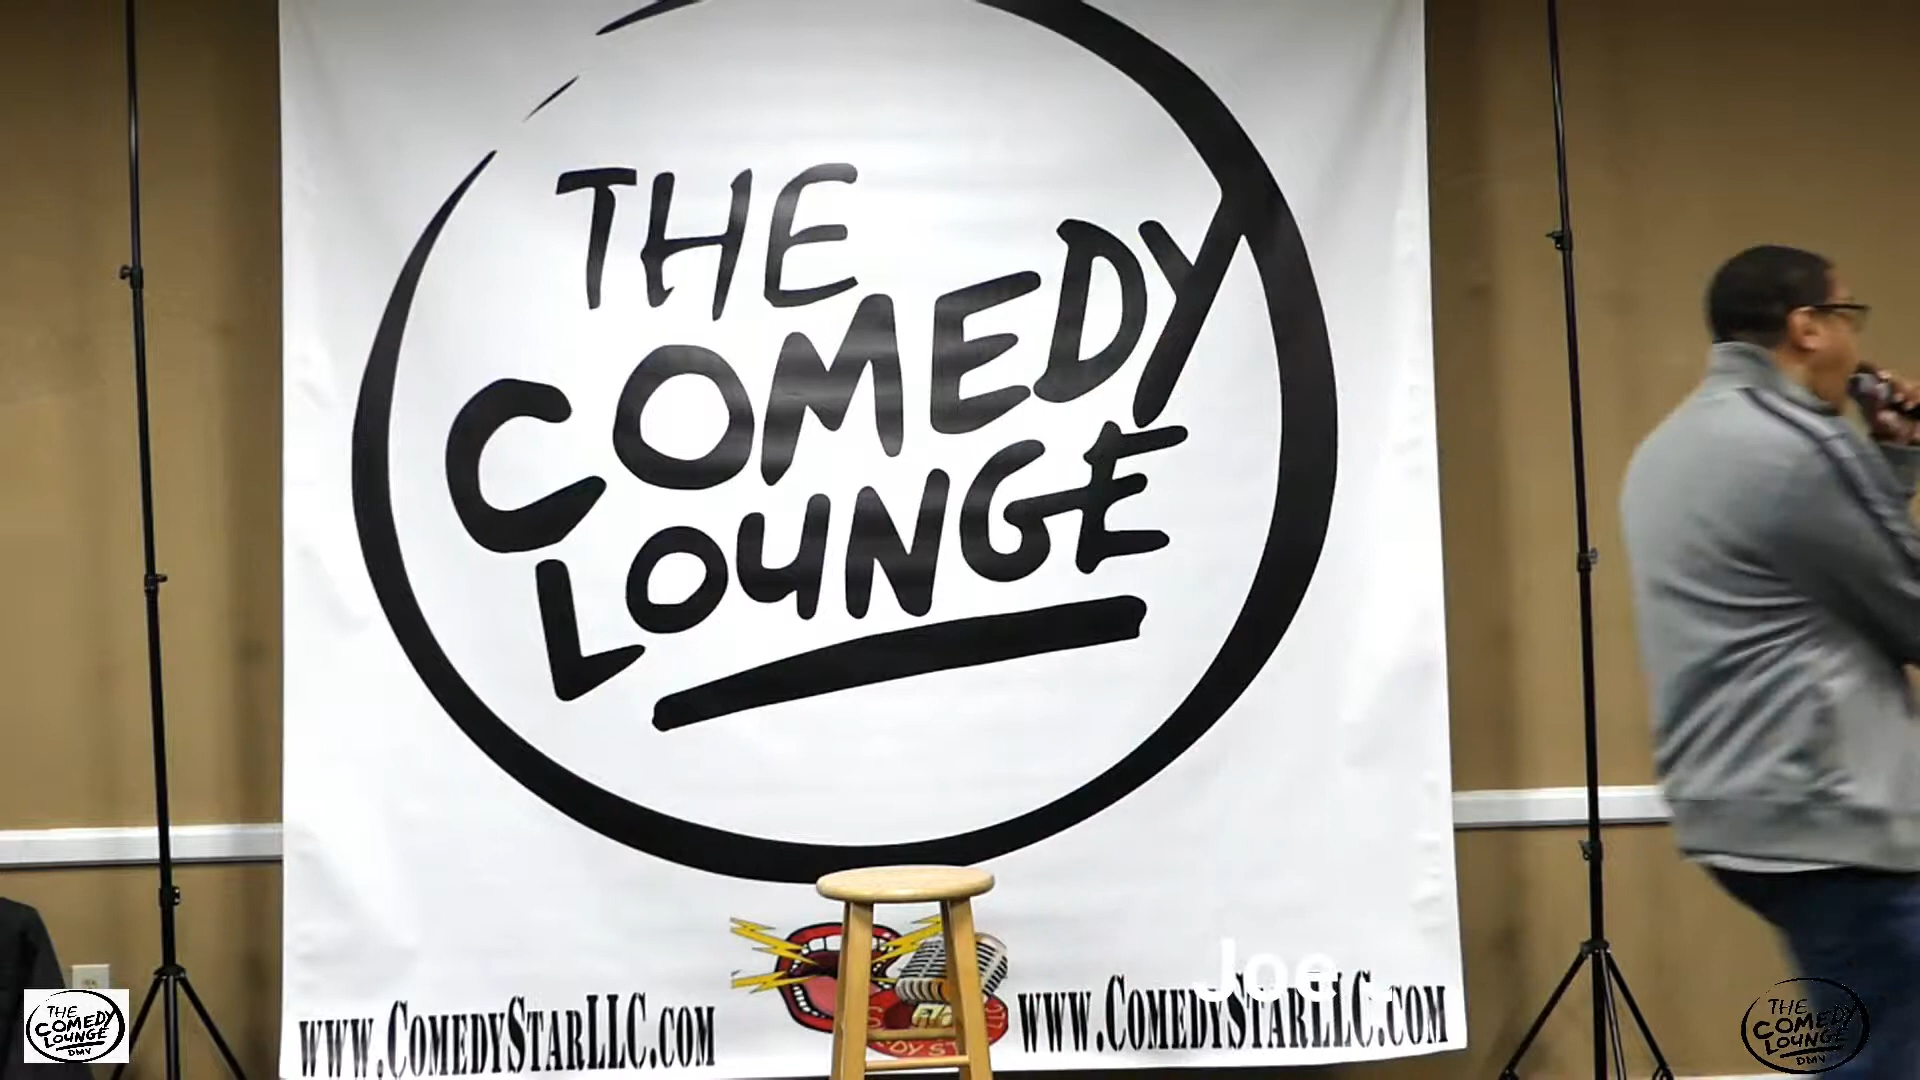 THE
COMEDY
LOUNGE
Joe
www.ComedyStarLLC.com
www.ComedyStarLLC.com
THE
COMEDY
LOUNGE
DMV
THE
COMEDY
LOUNGE
DMV